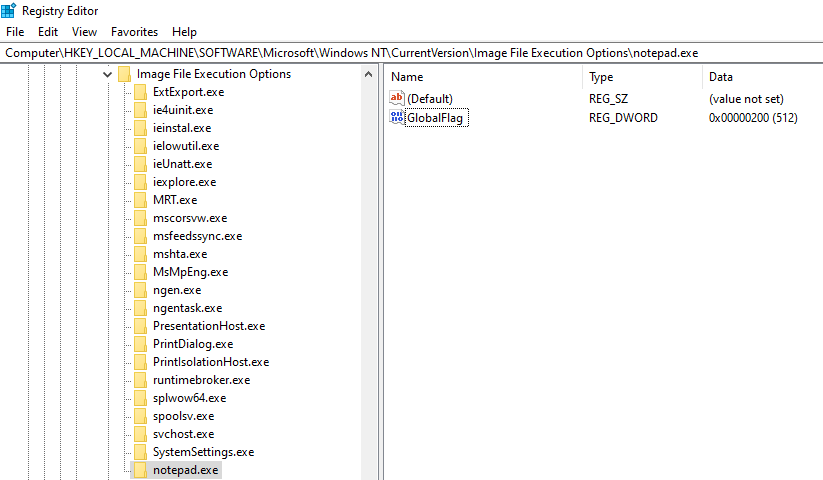 Registry Editor
File Edit View Favorites Help
Computer\HKEY_LOCAL_MACHINE\SOFTWARE\Microsoft\Windows NT\CurrentVersion\Image File Execution Options\notepad.exe
Image File Execution Options
ExtExport.exe
ie4uinit.exe
ieinstal.exe
ielowutil.exe
ieUnatt.exe
iexplore.exe
MRT.exe
mscorsvw.exe
msfeedssync.exe
mshta.exe
MsMpEng.exe
ngen.exe
ngentask.exe
PresentationHost.exe
PrintDialog.exe
PrintIsolationHost.exe
runtimebroker.exe
splwow64.exe
spoolsv.exe
svchost.exe
SystemSettings.exe
notepad.exe
Name Type Data
ab (Default) REG_SZ (value not set)
GlobalFlag REG_DWORD 0x00000200 (512)